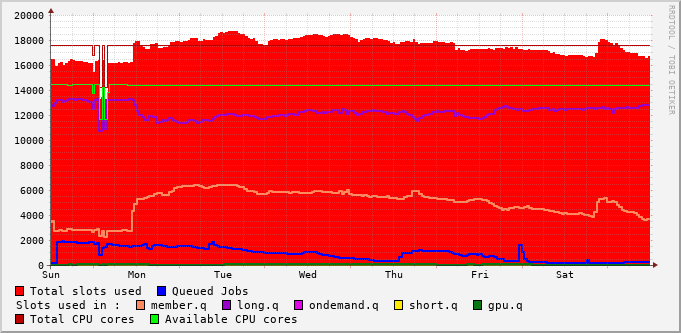 20000
18000
16000
14000
12000
10000
8000
6000
4000
2000
0
Sun Mon Tue Wed Thu Fri Sat
RRDTOOL / TOBI OETIKER
Total slots used Queued Jobs
Slots used in : member.q long.q ondemand.q short.q gpu.q
Total CPU cores Available CPU cores